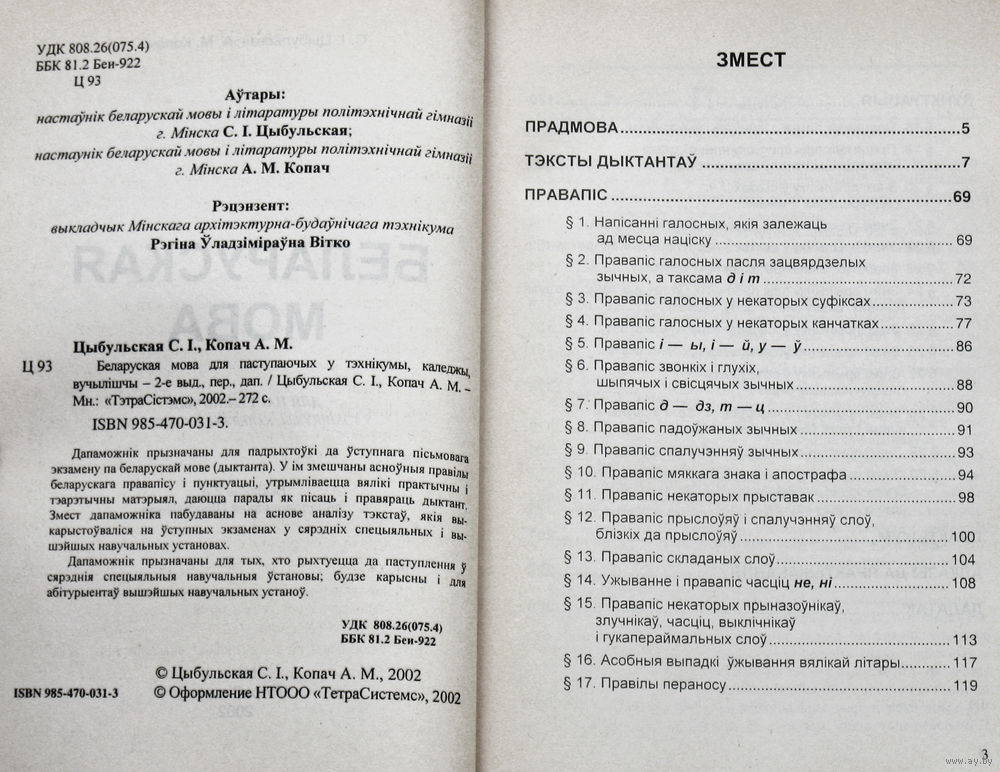 УДК 808.26(075.4)
ББК 81.2 Беи-922
Ц 93
Аўтары:
настаўнік беларускай мовы і літаратуры політэхнічнай гімназіі
г. Мінска С. І. Цыбульская;
настаунік беларускай мовы і літаратуры політэхнічнай гімназіі
г. Мінска А. М. Копач
Рэцэнзент:
выкладчык Мінскага архітэктурна-будаўнічага тэхнікума
Рэгіна Ўладзіміраўна Вітко
Цыбульская С. І., Копач А. М.
Ц 93 Беларуская мова для паступаючых у тэхнікумы, каледжы,
вучылішчы – 2-е выд., пер., дап. / Цыбульская С. І., Копач А. М. –
Мн.: «ТэтраСістэмс», 2002.– 272 с.
ISBN 985-470-031-3.
Дапаможнік прызначаны для падрыхтоўкі да ўступнага пісьмовага
экзамену па беларускай мове (дыктанта). У ім змешчаны асноўныя правілы
беларускага правапісу і пунктуацыі, утрымліваецца вялікі практычны і
тэарэтычны матэрыял, даюцца парады як пісаць і правяраць дыктант.
Змест дапаможніка пабудаваны на аснове аналізу тэкстаў, якія вы-
карыстоўваліся на ўступных экзаменах у сярэдніх спецыяльных і вы-
шэйшых навучальных установах.
Дапаможнік прызначаны для тых, хто рыхтуецца да паступлення ў
сярэднія спецыяльныя навучальныя ўстановы; будзе карысны і для
абітурыентаў вышэйшых навучальных устаноў.
УДК 808.26(075.4)
ББК 81.2 Беи-922
© Цыбульская С. І., Копач А. М., 2002
ISBN 985-470-031-3 © Оформление НТООО «ТетраСистемс», 2002
ЗМЕСТ
ПРАДМОВА 5
ТЭКСТЫ ДЫКТАНТАЎ 7
ПРАВАПІС 69
§ 1. Напісанні галосных, якія залежаць
ад месца націску 69
§ 2. Правапіс галосных пасля зацвярдзелых
зычных, а таксама д і т 72
§ 3. Правапіс галосных у некаторых суфіксах 73
§ 4. Правапіс галосных у некаторых канчатках 77
§ 5. Правапіс і — ы, і — й, у — ў 86
§ 6. Правапіс звонкіх і глухіх,
шыпячых і свісцячых зычных 88
§ 7. Правапіс д — дз, т — ц 90
§ 8. Правапіс падоўжаных зычных 91
§ 9. Правапіс спалучэнняў зычных 93
§ 10. Правапіс мяккага знака і апострафа 94
§ 11. Правапіс некаторых прыставак 98
§ 12. Правапіс прыслоўяў і спалучэнняў слоў,
блізкіх да прыслоўяў 100
§ 13. Правапіс складаных слоў 104
§ 14. Ужыванне і правапіс часціц не, ні 108
§ 15. Правапіс некаторых прыназоўнікаў,
злучнікаў, часціц, выклічнікаў
і гукапераймальных слоў 113
§ 16. Асобныя выпадкі ўжывання вялікай літары 117
§ 17. Правілы пераносу 119
3
www.ay.by